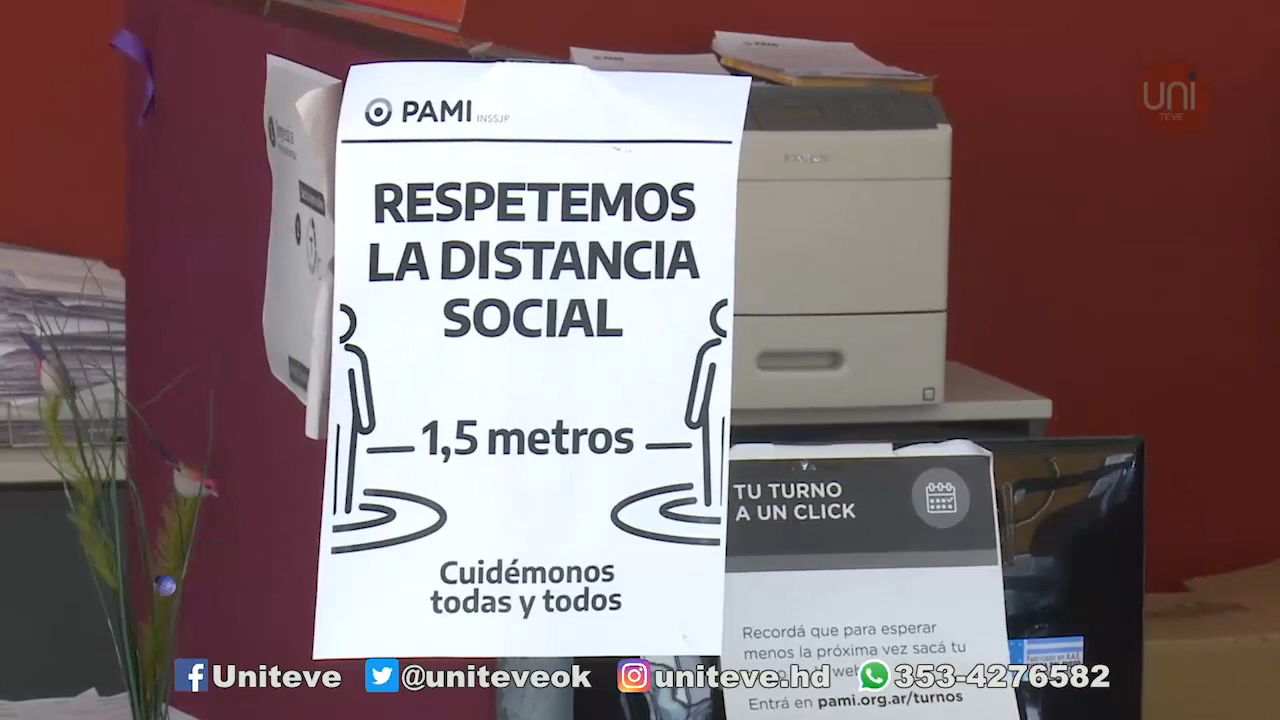 PAMI INSSJP
RESPETEMOS
LA DISTANCIA
SOCIAL
1,5 metros
Cuidémonos
todas y todos
uni
TEVE
TU TURNO
A UN CLICK
Recordá que para esperar
menos la próxima vez sacá tu
web
Entrá en pami.org.ar/turnos
Uniteve @uniteveok uniteve.hd 353-4276582